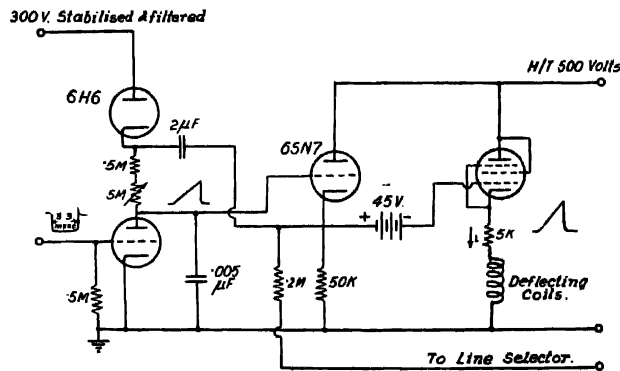 300 V. Stabilised & filtered
H/T 500 Volts
6H6
2µF
6SN7
·5M
5M
45V.
+
-
-
5K
·5M
·005
µF
·2M
50K
Deflecting
Coils.
To Line Selector.